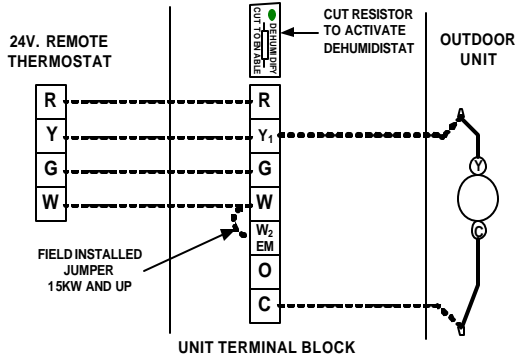 24V. REMOTE
THERMOSTAT
CUT TO ENABLE
DEHUMIDIFY
CUT RESISTOR
TO ACTIVATE
DEHUMIDISTAT
OUTDOOR
UNIT
R
R
Y
Y1
Y
G
G
W
W
W2
EM
C
FIELD INSTALLED
JUMPER
15KW AND UP
O
C
UNIT TERMINAL BLOCK